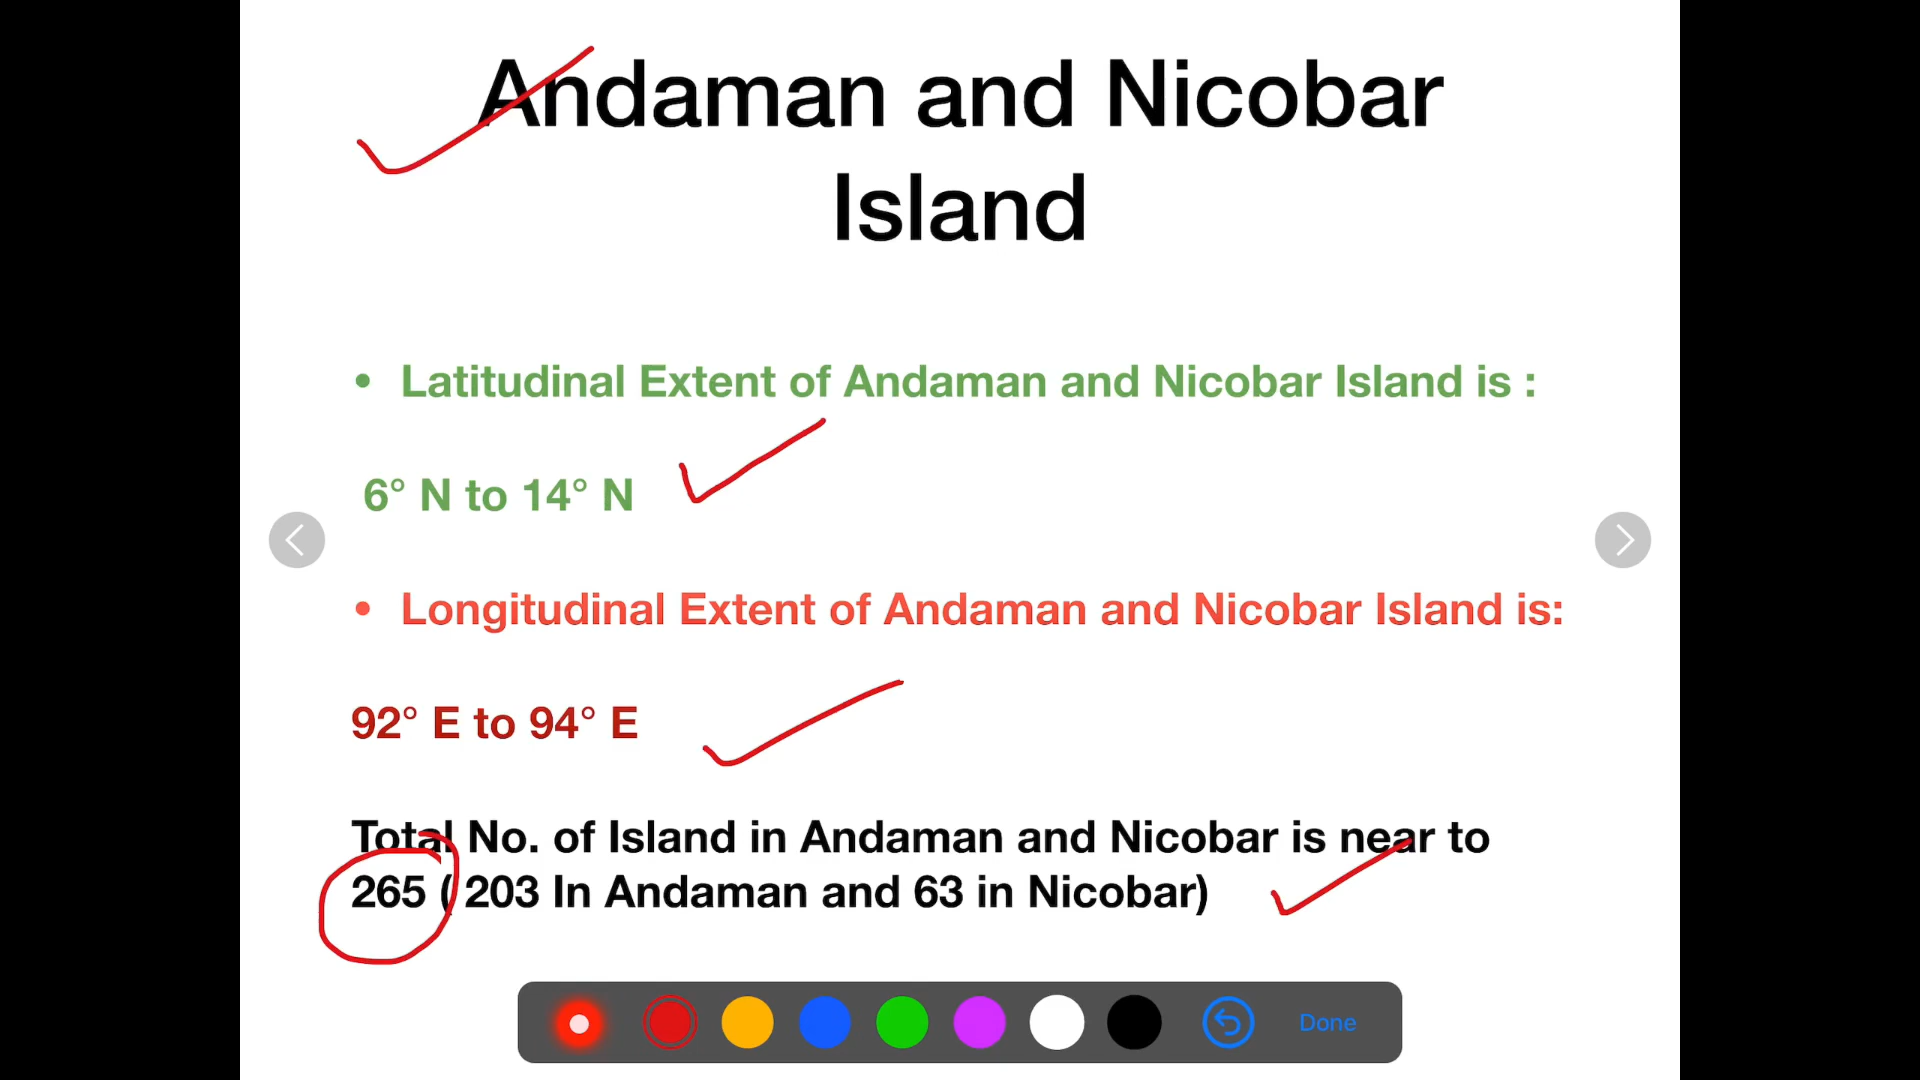 Andaman and Nicobar
Island
• Latitudinal Extent of Andaman and Nicobar Island is :
6° N to 14° N
• Longitudinal Extent of Andaman and Nicobar Island is:
92° E to 94° E
Total No. of Island in Andaman and Nicobar is near to
265 ( 203 In Andaman and 63 in Nicobar)
Done